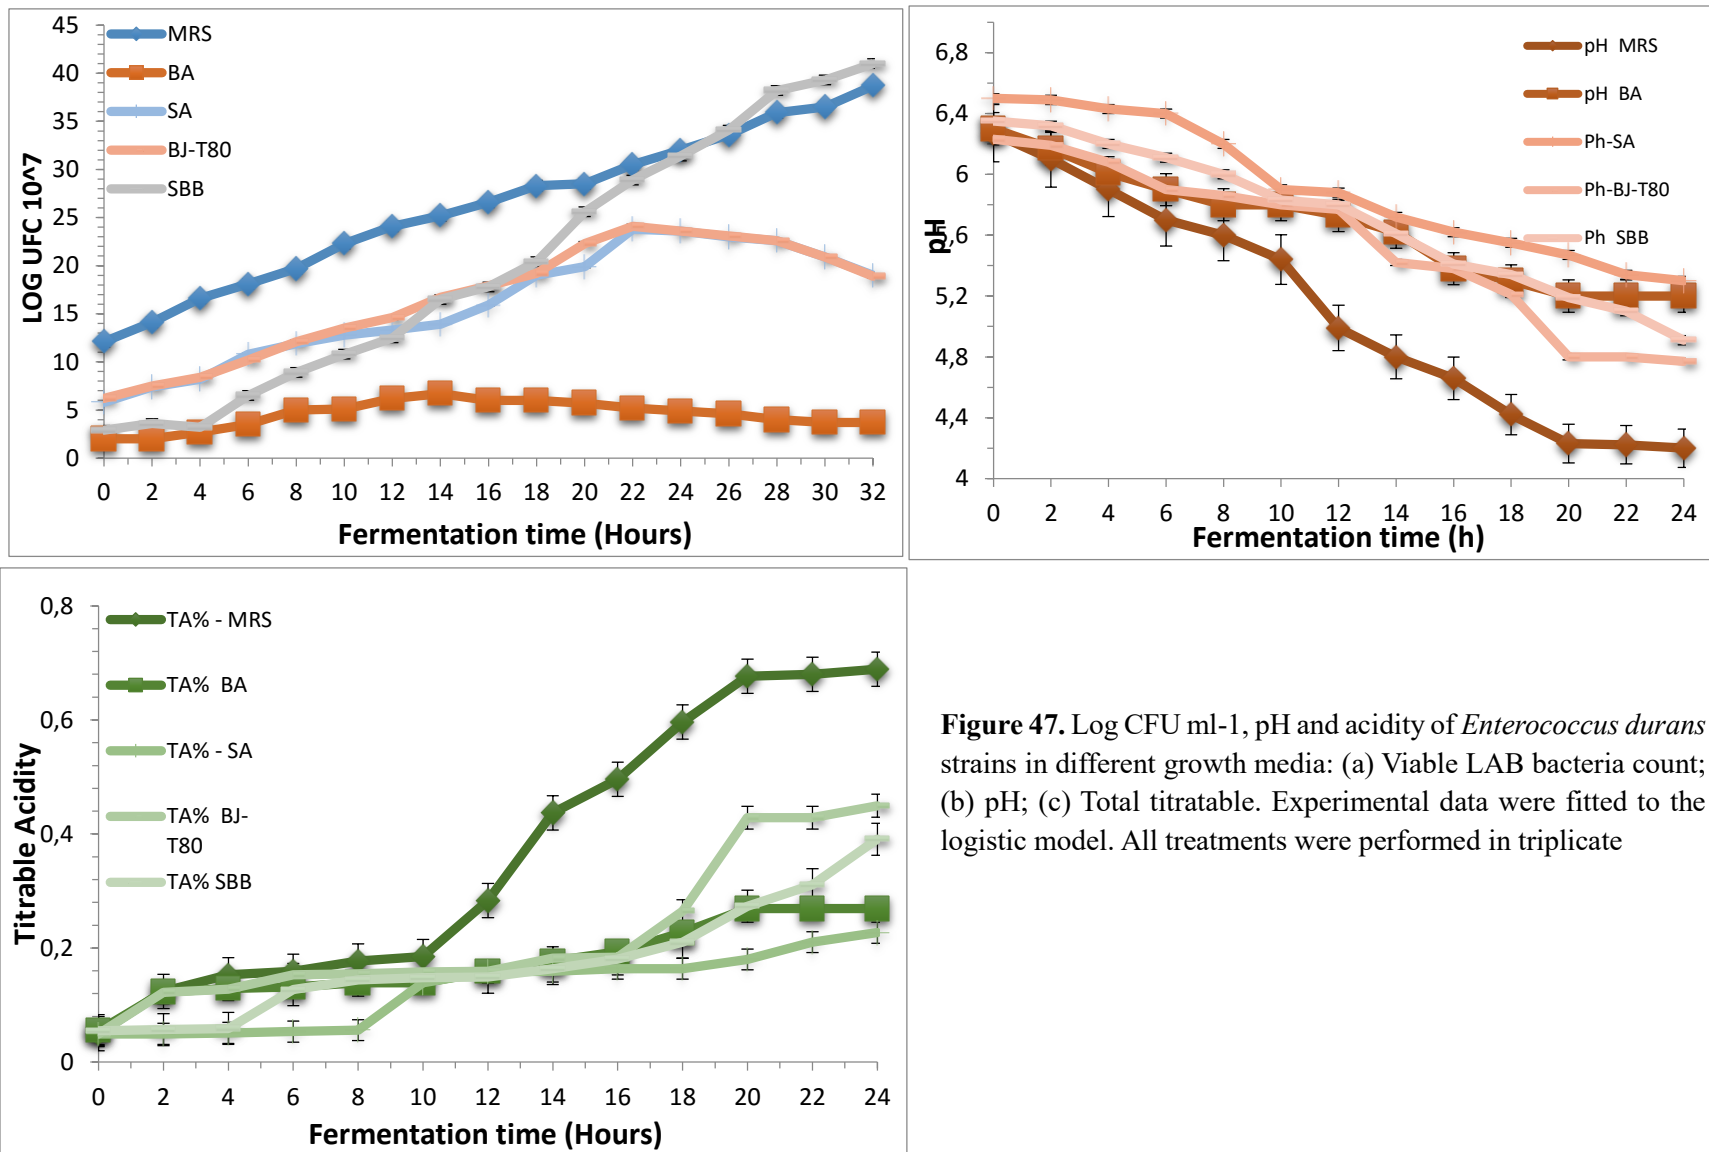 45
40
35
30
25
20
15
10
5
0
LOG UFC 10^7
MRS
BA
SA
BJ-T80
SBB
0 2 4 6 8 10 12 14 16 18 20 22 24 26 28 30 32
Fermentation time (Hours)
6,8
6,4
6
5,6
5,2
4,8
4,4
4
pH
pH MRS
pH BA
Ph-SA
Ph-BJ-T80
Ph SBB
0 2 4 6 8 10 12 14 16 18 20 22 24
Fermentation time (h)
0,8
0,6
0,4
0,2
0
Titrable Acidity
TA% - MRS
TA% BA
TA% - SA
TA% BJ-
T80
TA% SBB
0 2 4 6 8 10 12 14 16 18 20 22 24
Fermentation time (Hours)
Figure 47. Log CFU ml-1, pH and acidity of Enterococcus durans
strains in different growth media: (a) Viable LAB bacteria count;
(b) pH; (c) Total titratable. Experimental data were fitted to the
logistic model. All treatments were performed in triplicate